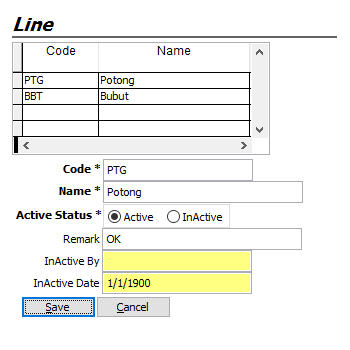 Line
Code Name
PTG Potong
BBT Bubut
Code * PTG
Name * Potong
Active Status * Active InActive
Remark OK
InActive By
InActive Date 1/1/1900
Save Cancel